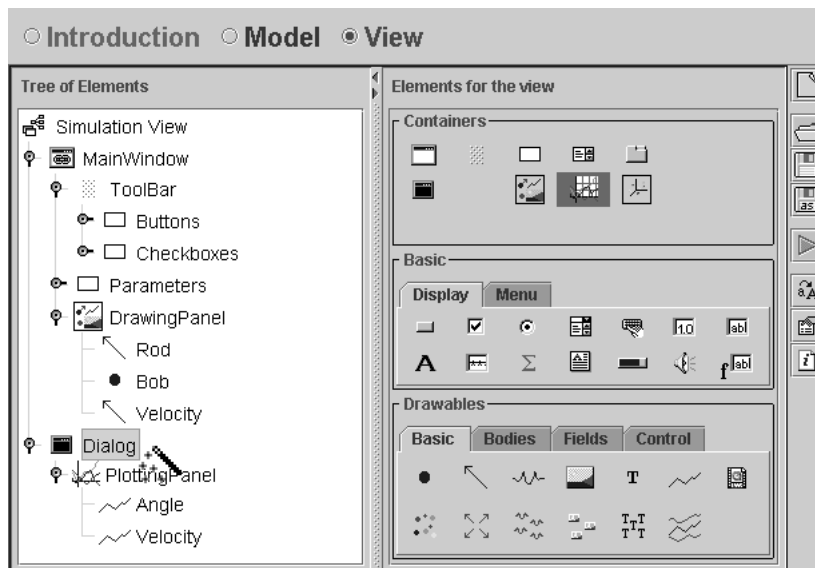 Introduction Model View
Tree of Elements
Simulation View
MainWindow
ToolBar
Buttons
Checkboxes
Parameters
DrawingPanel
Rod
Bob
Velocity
Dialog
PlottingPanel
Angle
Velocity
Elements for the view
Containers
Basic
Display Menu
1.0 abl
A Σ f abl
Drawables
Basic Bodies Fields Control
T
T T T
T T
as
a A
i